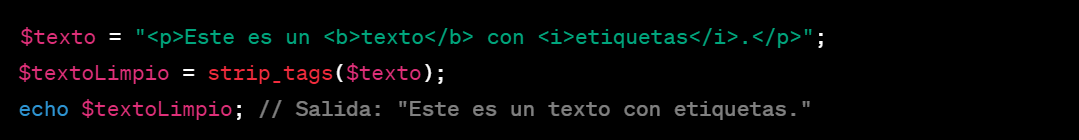 $texto = "<p>Este es un <b>texto</b> con <i>etiquetas</i>.</p>";
$textoLimpio = strip_tags($texto);
echo $textoLimpio; // Salida: "Este es un texto con etiquetas."